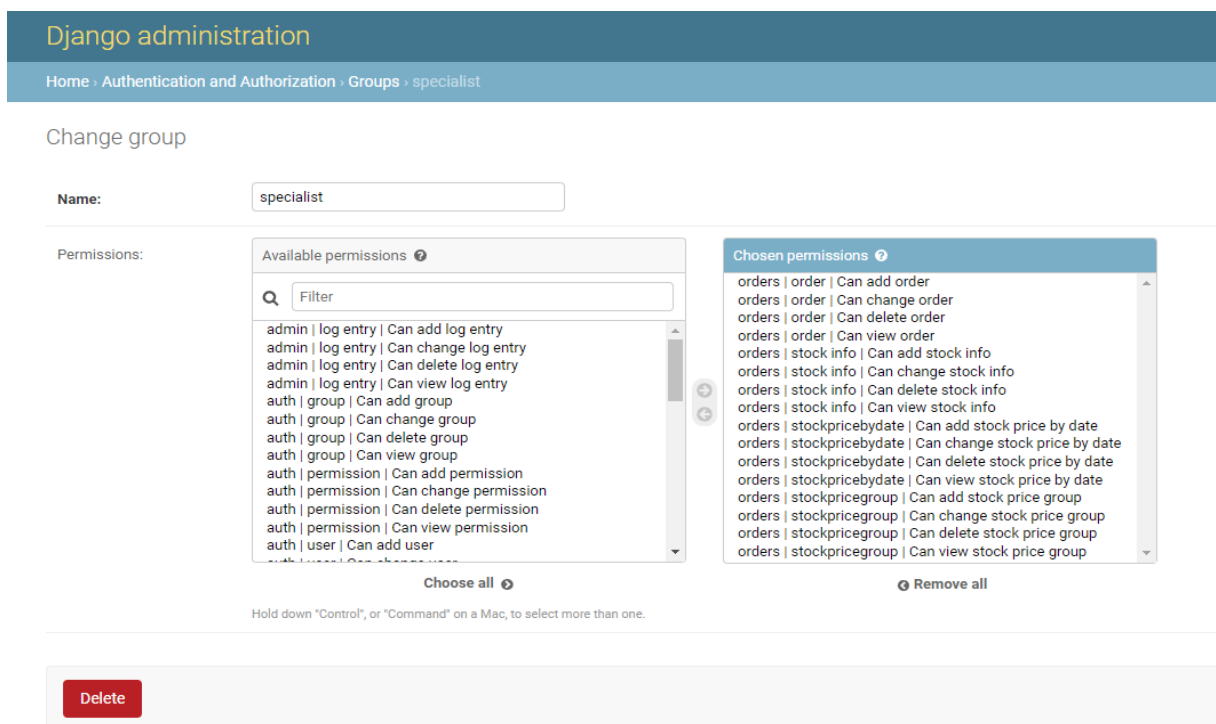 Django administration
Home › Authentication and Authorization › Groups › specialist
Change group
Name:
specialist
Permissions:
Available permissions
Filter
admin | log entry | Can add log entry
admin | log entry | Can change log entry
admin | log entry | Can delete log entry
admin | log entry | Can view log entry
auth | group | Can add group
auth | group | Can change group
auth | group | Can delete group
auth | group | Can view group
auth | permission | Can add permission
auth | permission | Can change permission
auth | permission | Can delete permission
auth | permission | Can view permission
auth | user | Can add user
auth | user | Can change user
Choose all
Hold down "Control", or "Command" on a Mac, to select more than one.
Chosen permissions
orders | order | Can add order
orders | order | Can change order
orders | order | Can delete order
orders | order | Can view order
orders | stock info | Can add stock info
orders | stock info | Can change stock info
orders | stock info | Can delete stock info
orders | stock info | Can view stock info
orders | stockpricebydate | Can add stock price by date
orders | stockpricebydate | Can change stock price by date
orders | stockpricebydate | Can delete stock price by date
orders | stockpricebydate | Can view stock price by date
orders | stockpricegroup | Can add stock price group
orders | stockpricegroup | Can change stock price group
orders | stockpricegroup | Can delete stock price group
orders | stockpricegroup | Can view stock price group
Remove all
Delete